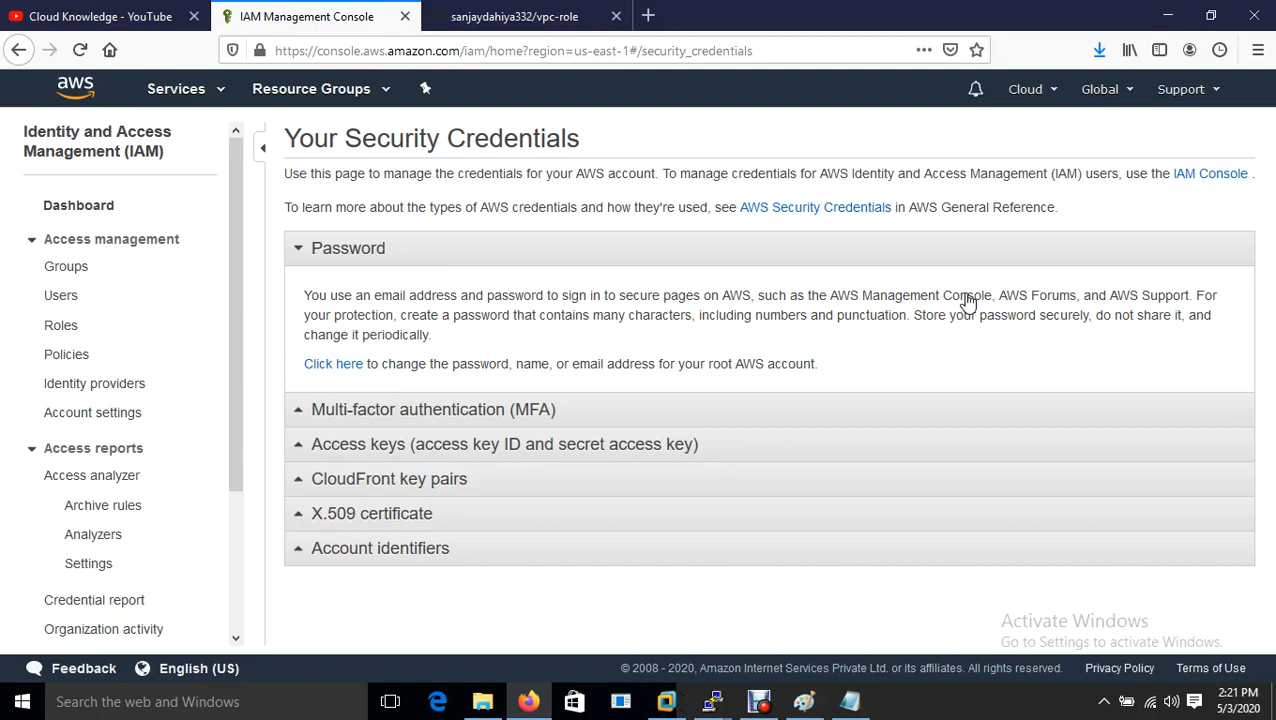 Cloud Knowledge - YouTube
IAM Management Console
sanjaydahiya332/vpc-role
https://console.aws.amazon.com/iam/home?region=us-east-1#/security_credentials
aws
Services
Resource Groups
Cloud
Global
Support
Identity and Access
Management (IAM)
Dashboard
Access management
Groups
Users
Roles
Policies
Identity providers
Account settings
Access reports
Access analyzer
Archive rules
Analyzers
Settings
Credential report
Organization activity
Your Security Credentials
Use this page to manage the credentials for your AWS account. To manage credentials for AWS Identity and Access Management (IAM) users, use the IAM Console .
To learn more about the types of AWS credentials and how they're used, see AWS Security Credentials in AWS General Reference.
Password
You use an email address and password to sign in to secure pages on AWS, such as the AWS Management Console, AWS Forums, and AWS Support. For
your protection, create a password that contains many characters, including numbers and punctuation. Store your password securely, do not share it, and
change it periodically.
Click here to change the password, name, or email address for your root AWS account.
Multi-factor authentication (MFA)
Access keys (access key ID and secret access key)
CloudFront key pairs
X.509 certificate
Account identifiers
Activate Windows
Go to Settings to activate Windows.
Feedback
English (US)
© 2008 - 2020, Amazon Internet Services Private Ltd. or its affiliates. All rights reserved.
Privacy Policy
Terms of Use
Search the web and Windows
2:21 PM
5/3/2020